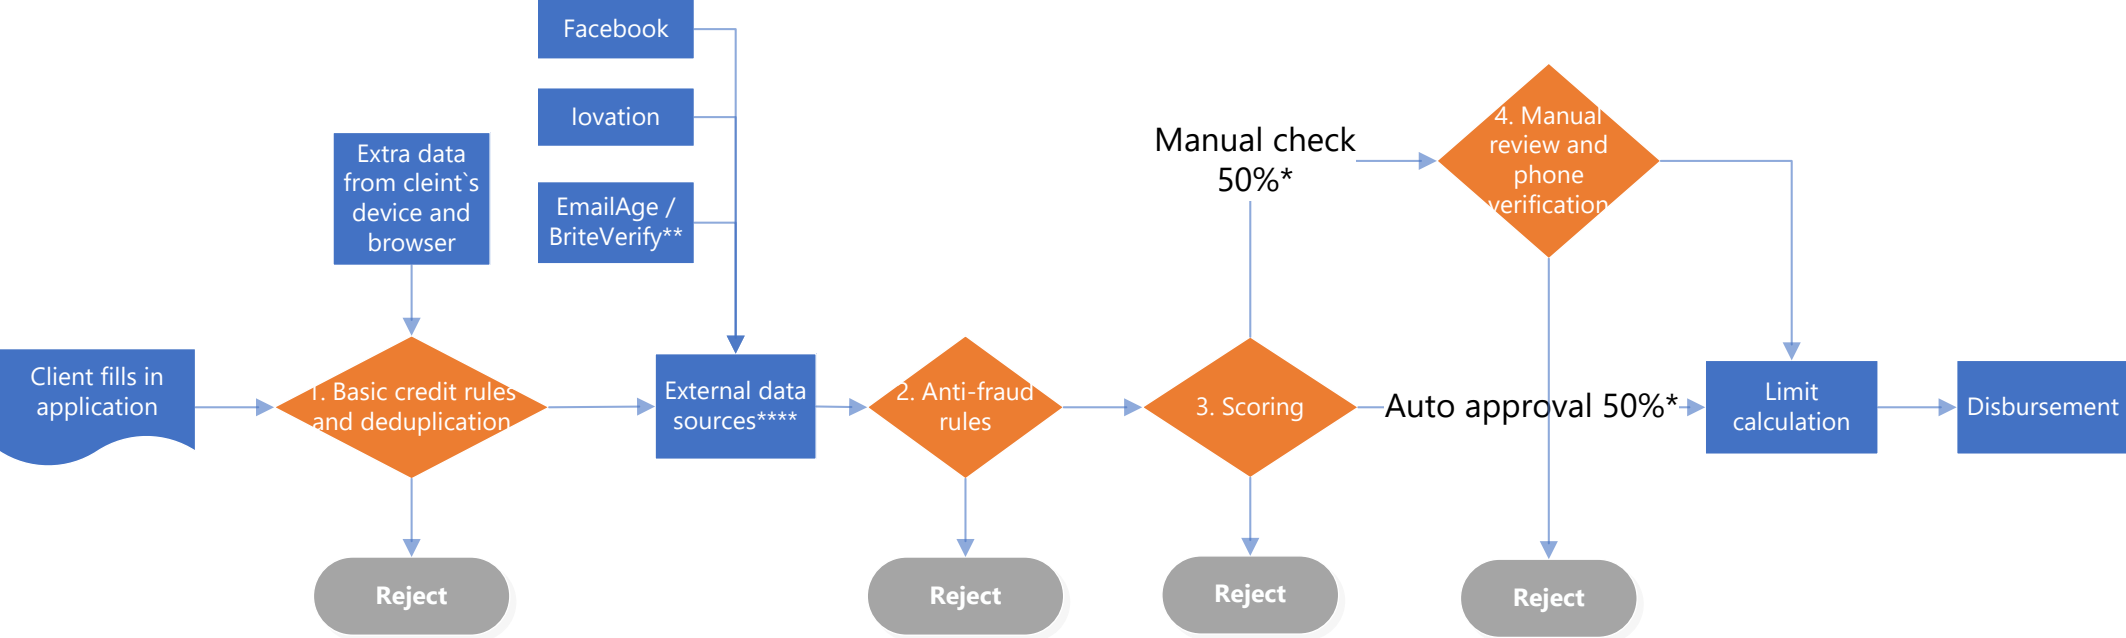 Facebook
Iovation
EmailAge /
BriteVerify**
Extra data
from cleint`s
device and
browser
Manual check
50%*
4. Manual
review and
phone
verification
Client fills in
application
1. Basic credit rules
and deduplication
External data
sources****
2. Anti-fraud
rules
3. Scoring
Auto approval 50%*
Limit
calculation
Disbursement
Reject
Reject
Reject
Reject